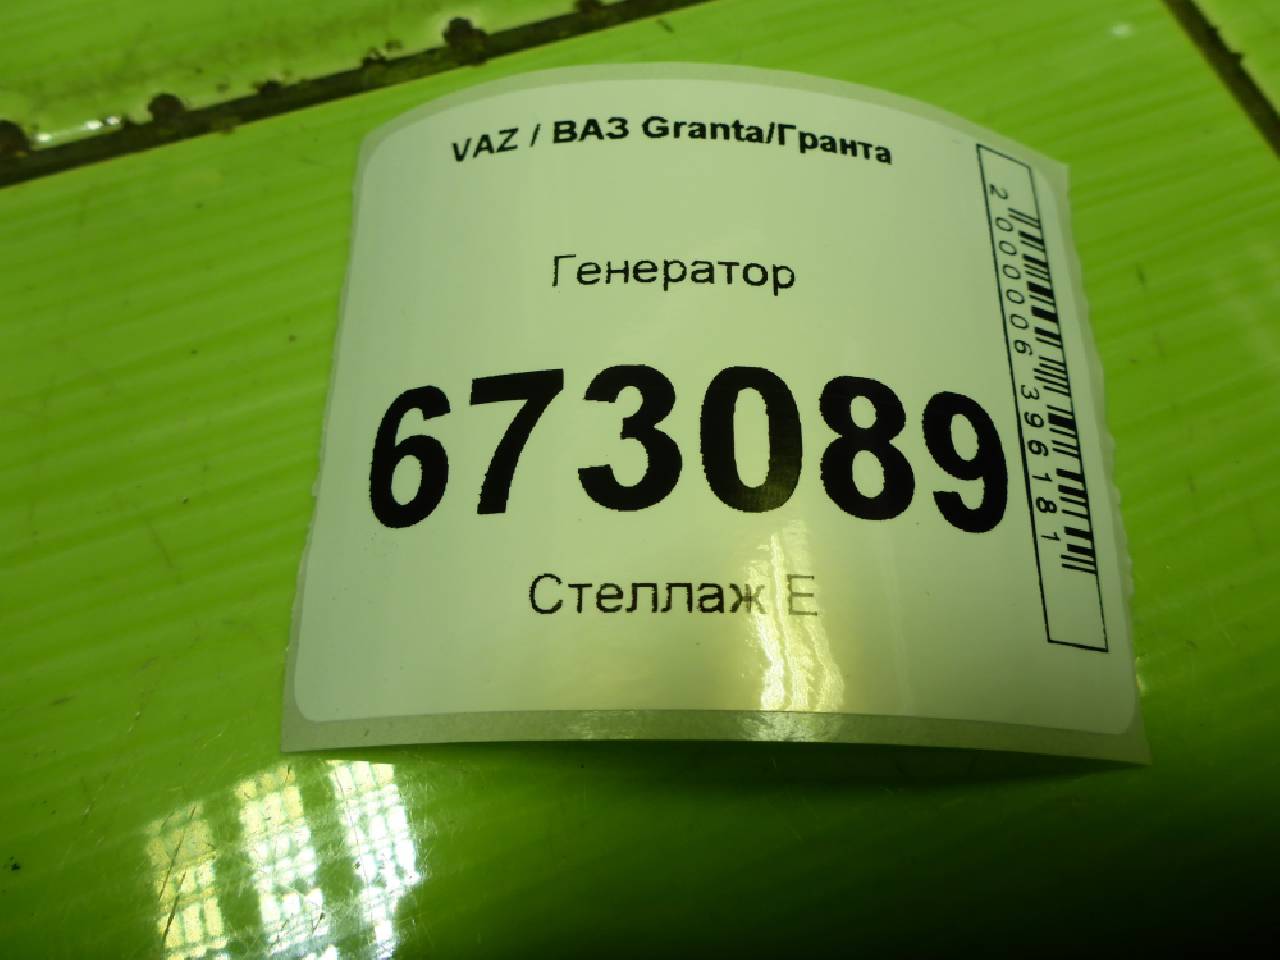 VAZ / ВАЗ Granta/Гранта
Генератор
673089
Стеллаж Е
2000006396181